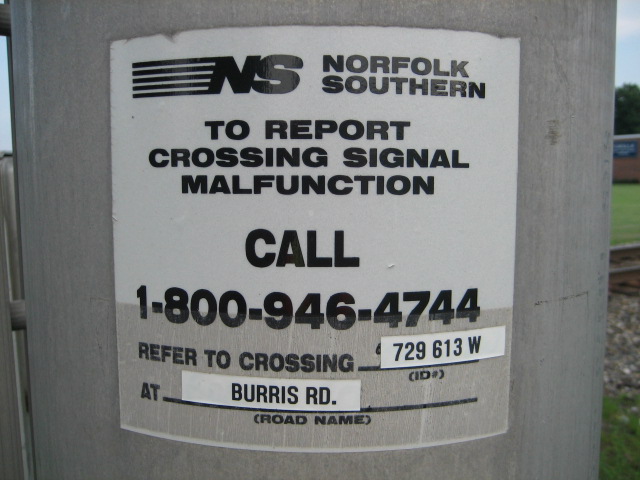 NS NORFOLK SOUTHERN
TO REPORT
CROSSING SIGNAL
MALFUNCTION
CALL
1-800-946-4744
REFER TO CROSSING 729 613 W
(ID#)
AT BURRIS RD.
(ROAD NAME)